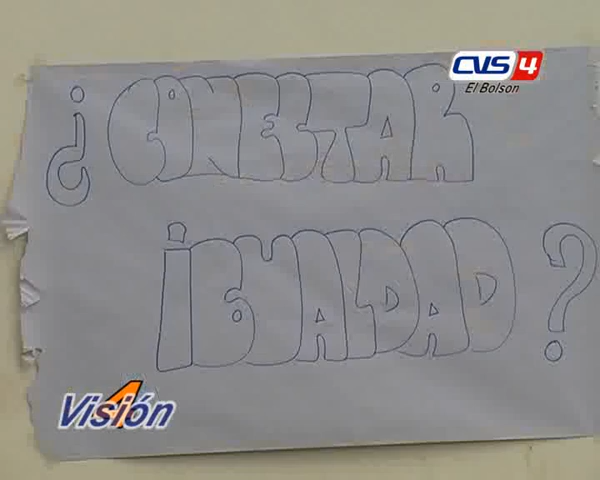 CVS 4
El Bolson
¿CONECTAR
iGUALDAD?
Visión 4